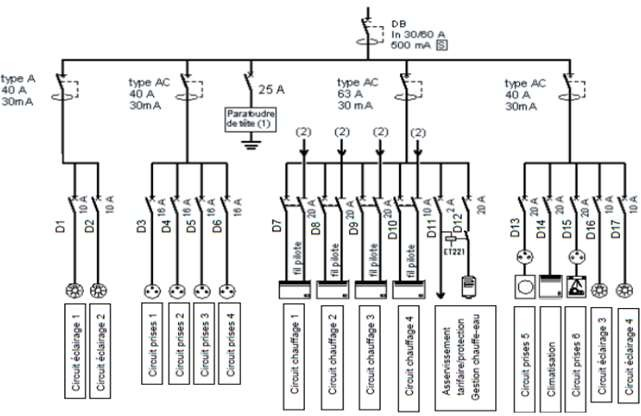 DB
In 30/60 A
500 mA S
type A
40 A
30mA
type AC
40 A
30mA
25 A
Parafoudre
de tête (1)
type AC
63 A
30 mA
type AC
40 A
30mA
(2)
(2)
(2)
(2)
D1
10 A
D2
10 A
D3
16 A
D4
16 A
D5
16 A
D6
16 A
D7
20 A
D8
20 A
D9
20 A
D10
20 A
D11
10 A
2 A
D12
20 A
D13
20 A
D14
20 A
D15
20 A
D16
10 A
D17
10 A
fil pilote
fil pilote
fil pilote
fil pilote
ET221
Circuit éclairage 1
Circuit éclairage 2
Circuit prises 1
Circuit prises 2
Circuit prises 3
Circuit prises 4
Circuit chauffage 1
Circuit chauffage 2
Circuit chauffage 3
Circuit chauffage 4
Asservissement
tarifaire/protection
Gestion chauffe-eau
Circuit prises 5
Climatisation
Circuit prises 6
Circuit éclairage 3
Circuit éclairage 4